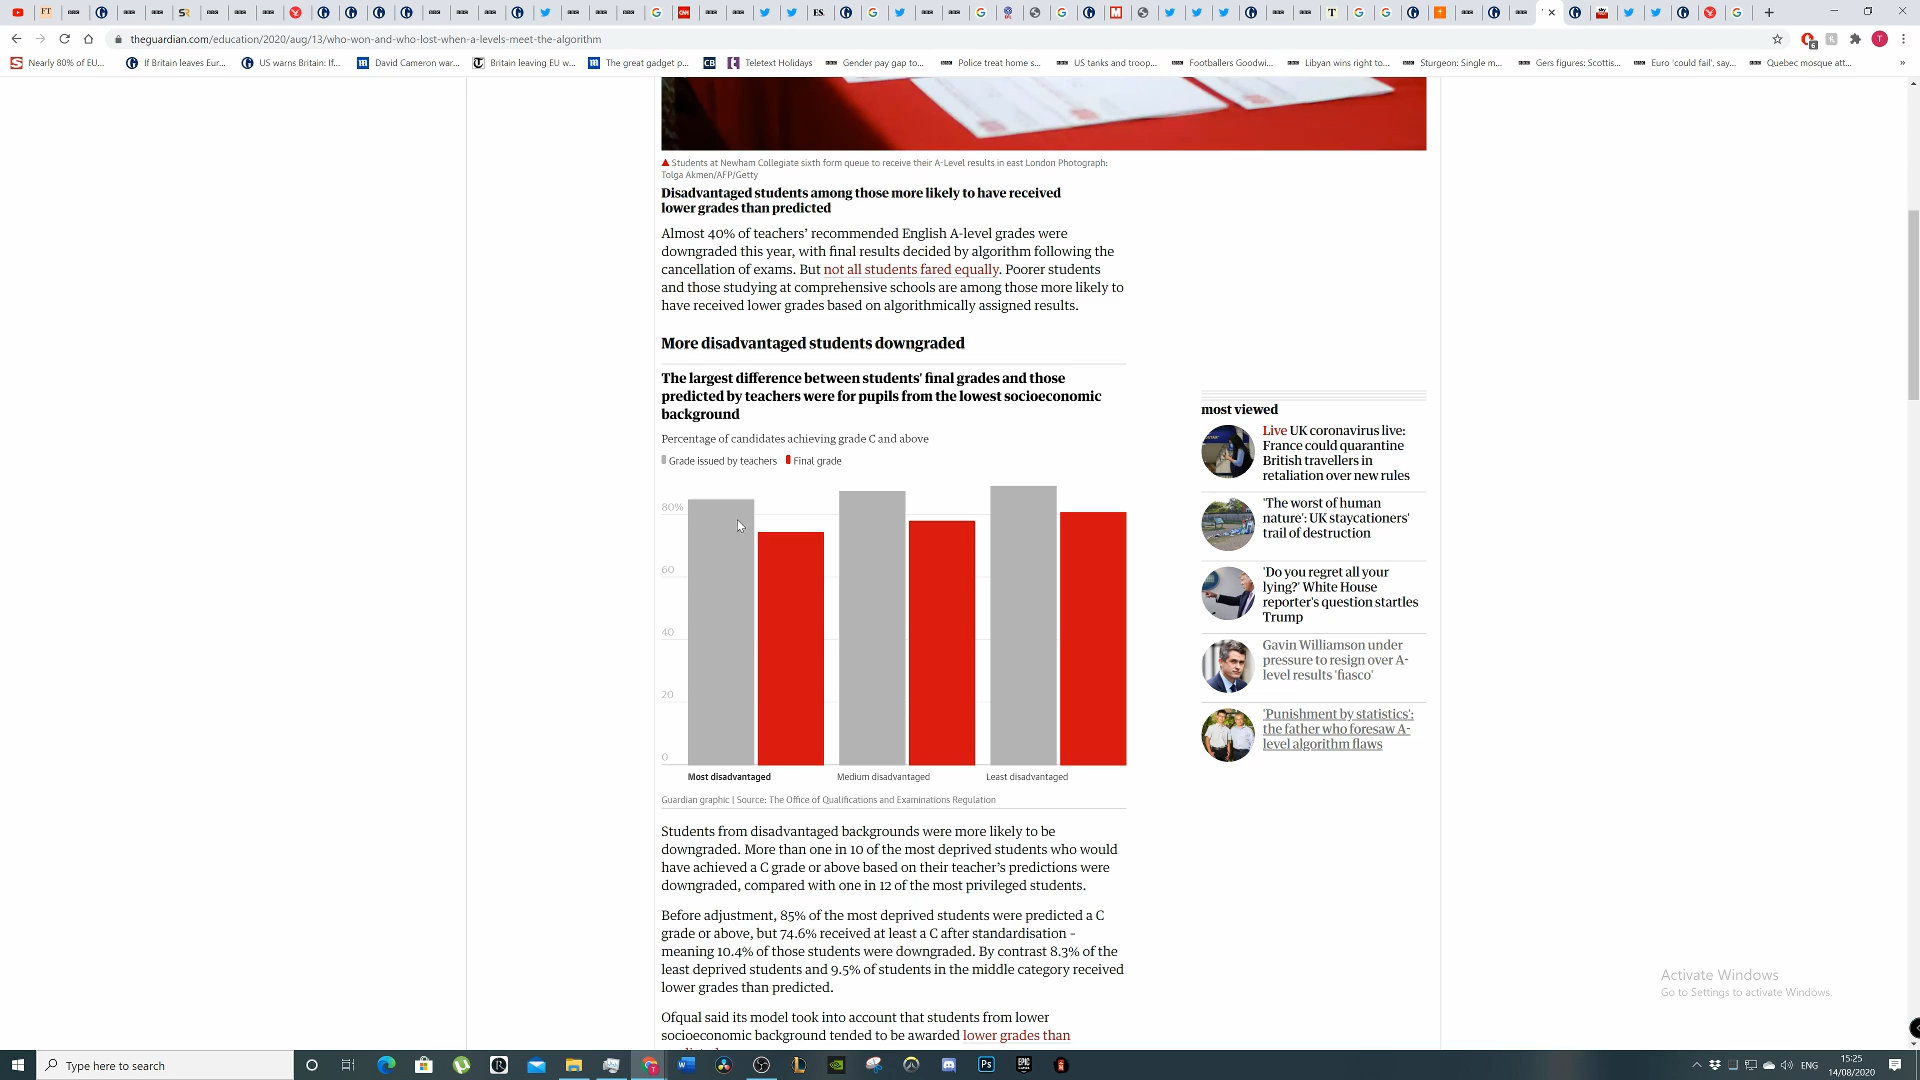 theguardian.com/education/2020/aug/13/who-won-and-who-lost-when-a-levels-meet-the-algorithm
Nearly 80% of EU...
If Britain leaves Eur...
US warns Britain: If...
David Cameron war...
Britain leaving EU w...
The great gadget p...
Teletext Holidays
Gender pay gap to...
Police treat home s...
US tanks and troop...
Footballers Goodwi...
Libyan wins right to...
Sturgeon: Single m...
Gers figures: Scottis...
Euro 'could fail', say...
Quebec mosque att...
»
Students at Newham Collegiate sixth form queue to receive their A-Level results in east London Photograph:
Tolga Akmen/AFP/Getty
Disadvantaged students among those more likely to have received
lower grades than predicted
Almost 40% of teachers' recommended English A-level grades were
downgraded this year, with final results decided by algorithm following the
cancellation of exams. But not all students fared equally. Poorer students
and those studying at comprehensive schools are among those more likely to
have received lower grades based on algorithmically assigned results.
More disadvantaged students downgraded
The largest difference between students' final grades and those
predicted by teachers were for pupils from the lowest socioeconomic
background
Percentage of candidates achieving grade C and above
Grade issued by teachers Final grade
80%
60
40
20
0
Most disadvantaged Medium disadvantaged Least disadvantaged
Guardian graphic | Source: The Office of Qualifications and Examinations Regulation
Students from disadvantaged backgrounds were more likely to be
downgraded. More than one in 10 of the most deprived students who would
have achieved a C grade or above based on their teacher's predictions were
downgraded, compared with one in 12 of the most privileged students.
Before adjustment, 85% of the most deprived students were predicted a C
grade or above, but 74.6% received at least a C after standardisation -
meaning 10.4% of those students were downgraded. By contrast 8.3% of the
least deprived students and 9.5% of students in the middle category received
lower grades than predicted.
Ofqual said its model took into account that students from lower
socioeconomic background tended to be awarded lower grades than
most viewed
Live UK coronavirus live:
France could quarantine
British travellers in
retaliation over new rules
'The worst of human
nature': UK staycationers'
trail of destruction
'Do you regret all your
lying?' White House
reporter's question startles
Trump
Gavin Williamson under
pressure to resign over A-
level results 'fiasco'
'Punishment by statistics':
the father who foresaw A-
level algorithm flaws
Activate Windows
Go to Settings to activate Windows.
Type here to search
ENG
15:25
14/08/2020